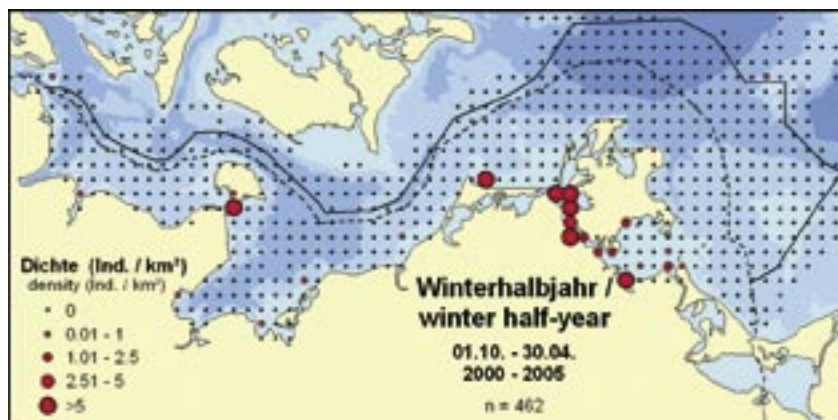 Dichte (Ind. / km²)
density (Ind. / km²)
0
0.01 - 1
1.01 - 2.5
2.51 - 5
>5
Winterhalbjahr /
winter half-year
01.10. - 30.04.
2000 - 2005
n = 462